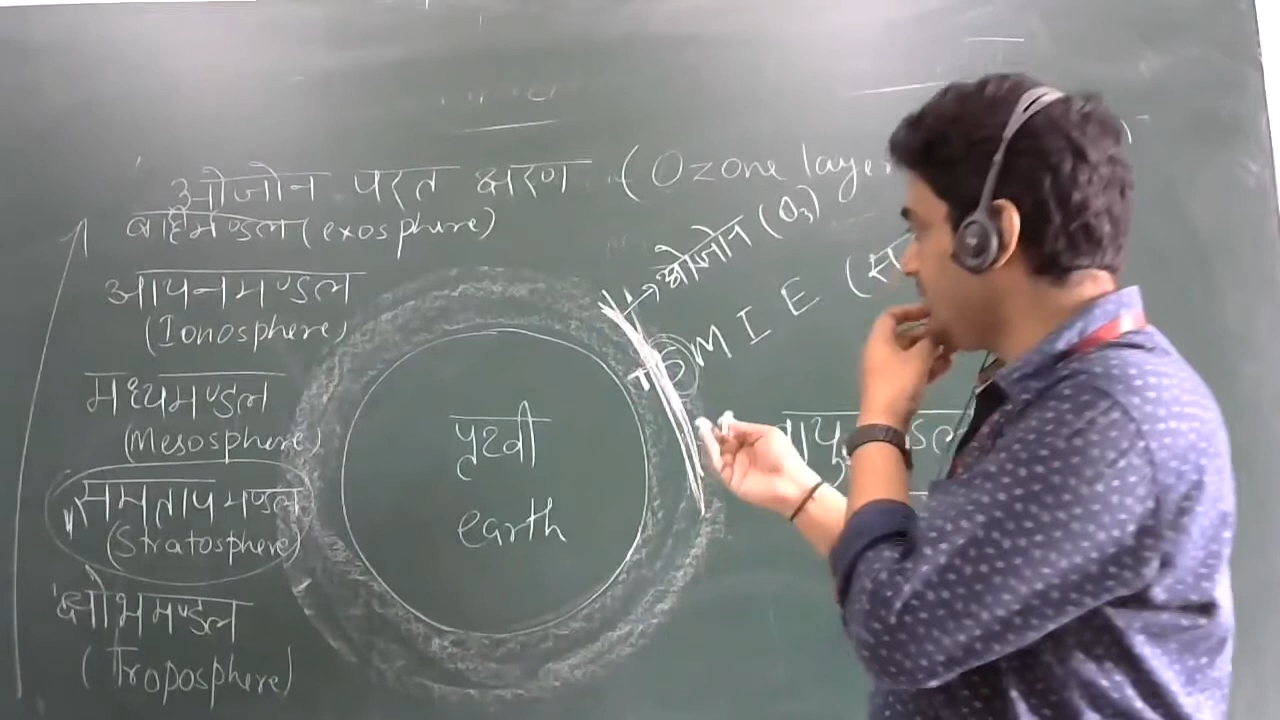 ओजोन परत क्षरण (Ozone layer
बाह्मण्डल (exosphere)
आयनमण्डल
(Ionosphere)
मध्यमण्डल
(Mesosphere)
समतापमण्डल
(Stratosphere)
क्षोभमण्डल
(Troposphere)
पृथ्वी
earth
ओजोन (O₃)
T S M I E